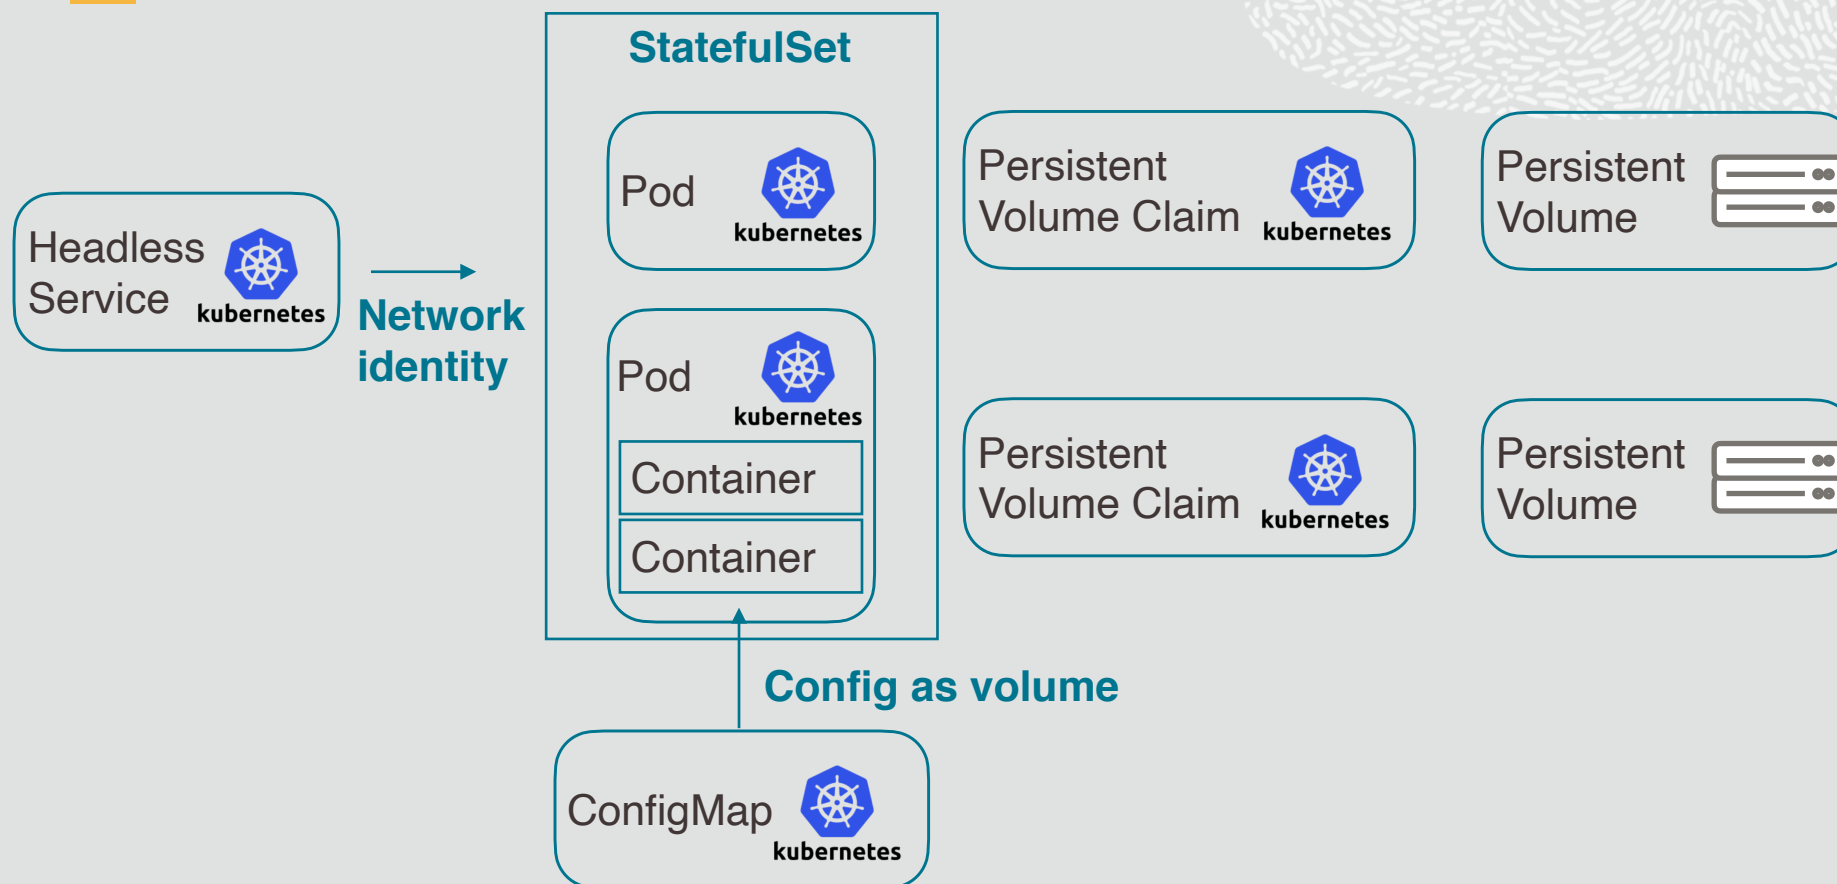 StatefulSet
Headless
Service
kubernetes
Network
identity
Pod
kubernetes
Pod
kubernetes
Container
Container
Persistent
Volume Claim
kubernetes
Persistent
Volume
Persistent
Volume Claim
kubernetes
Persistent
Volume
Config as volume
ConfigMap
kubernetes